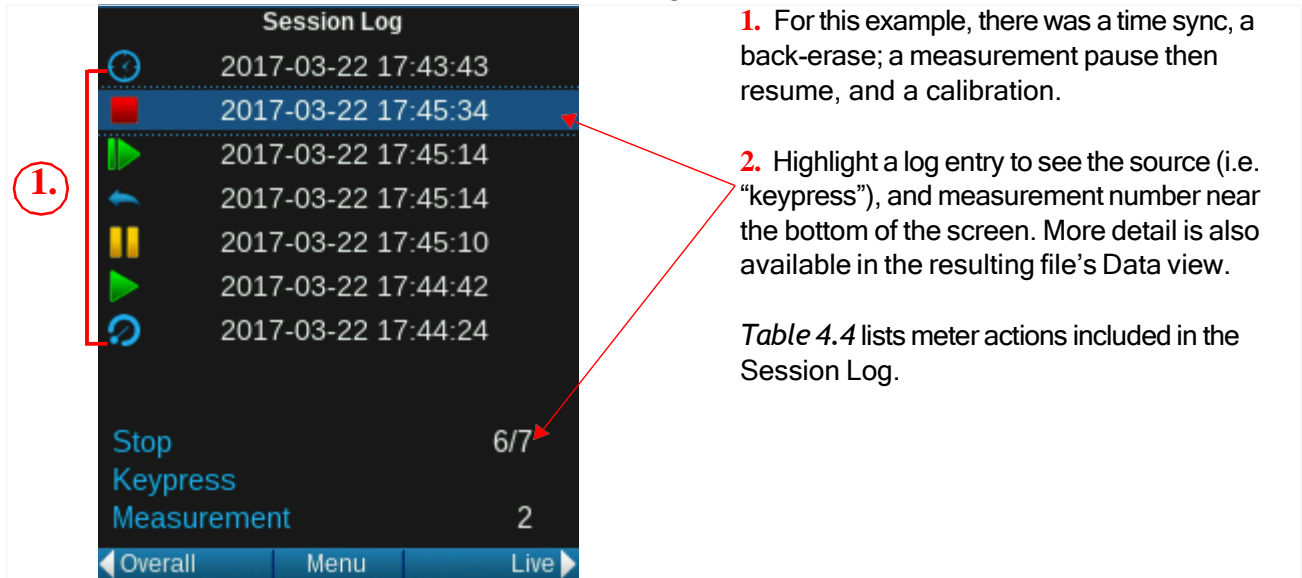 Session Log
2017-03-22 17:43:43
2017-03-22 17:45:34
2017-03-22 17:45:14
2017-03-22 17:45:14
2017-03-22 17:45:10
2017-03-22 17:44:42
2017-03-22 17:44:24
1.
Stop 6/7
Keypress
Measurement 2
Overall Menu Live
1. For this example, there was a time sync, a
back-erase; a measurement pause then
resume, and a calibration.
2. Highlight a log entry to see the source (i.e.
“keypress”), and measurement number near
the bottom of the screen. More detail is also
available in the resulting file’s Data view.
Table 4.4 lists meter actions included in the
Session Log.